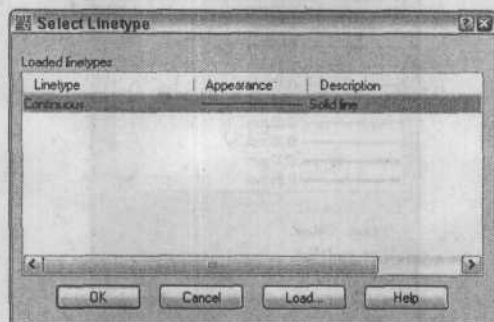 Select Linetype
Loaded linetypes
Linetype Appearance Description
Continuous Solid line
OK Cancel Load... Help